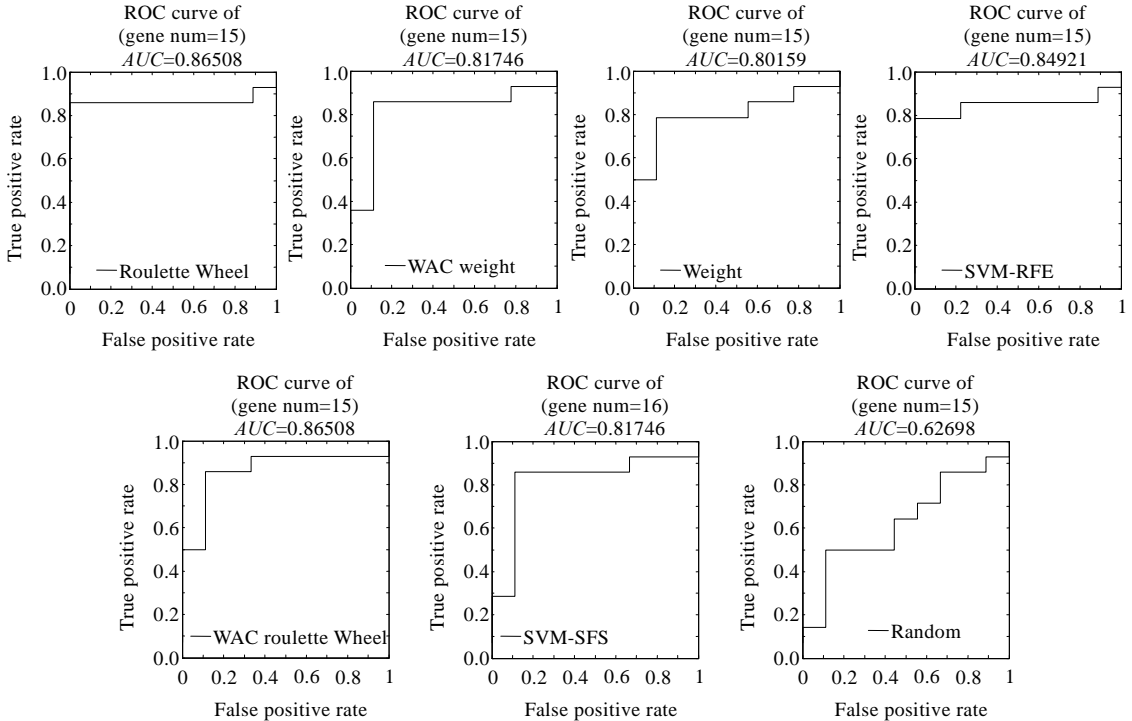 ROC curve of
(gene num=15)
AUC=0.86508
1.0
0.8
0.6
0.4
0.2
0.0
True positive rate
Roulette Wheel
0 0.2 0.4 0.6 0.8 1
False positive rate
ROC curve of
(gene num=15)
AUC=0.81746
1.0
0.8
0.6
0.4
0.2
0.0
True positive rate
WAC weight
0 0.2 0.4 0.6 0.8 1
False positive rate
ROC curve of
(gene num=15)
AUC=0.80159
1.0
0.8
0.6
0.4
0.2
0.0
True positive rate
Weight
0 0.2 0.4 0.6 0.8 1
False positive rate
ROC curve of
(gene num=15)
AUC=0.84921
1.0
0.8
0.6
0.4
0.2
0.0
True positive rate
SVM-RFE
0 0.2 0.4 0.6 0.8 1
False positive rate
ROC curve of
(gene num=15)
AUC=0.86508
1.0
0.8
0.6
0.4
0.2
0.0
True positive rate
WAC roulette Wheel
0 0.2 0.4 0.6 0.8 1
False positive rate
ROC curve of
(gene num=16)
AUC=0.81746
1.0
0.8
0.6
0.4
0.2
0.0
True positive rate
SVM-SFS
0 0.2 0.4 0.6 0.8 1
False positive rate
ROC curve of
(gene num=15)
AUC=0.62698
1.0
0.8
0.6
0.4
0.2
0.0
True positive rate
Random
0 0.2 0.4 0.6 0.8 1
False positive rate